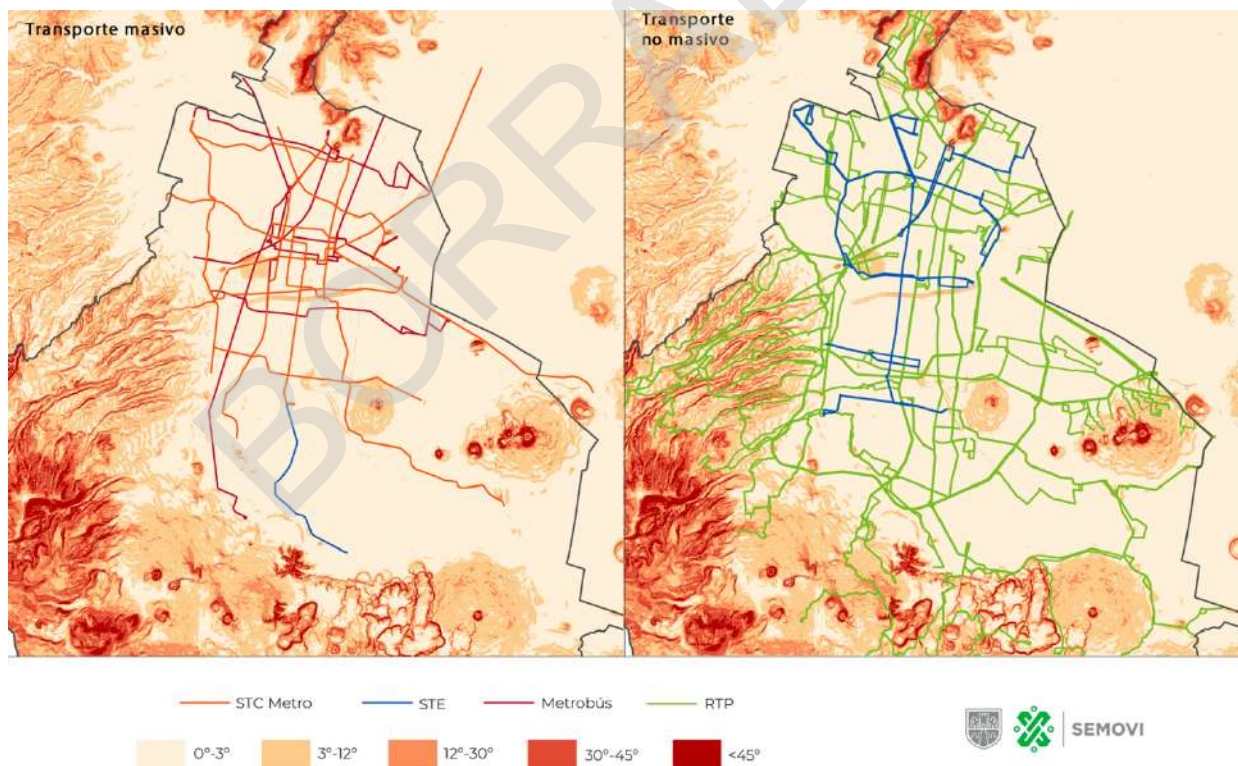 Transporte masivo
Transporte
no masivo
BORRA
STC Metro
STE
Metrobús
RTP
0°-3°
3°-12°
12°-30°
30°-45°
<45°
SEMOVI